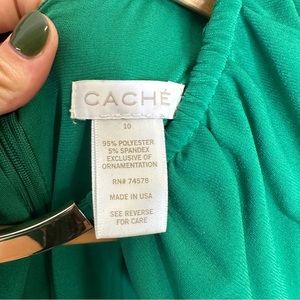 CACHÉ
10
95% POLYESTER
5% SPANDEX
EXCLUSIVE OF
ORNAMENTATION
RN# 74578
MADE IN USA
SEE REVERSE
FOR CARE